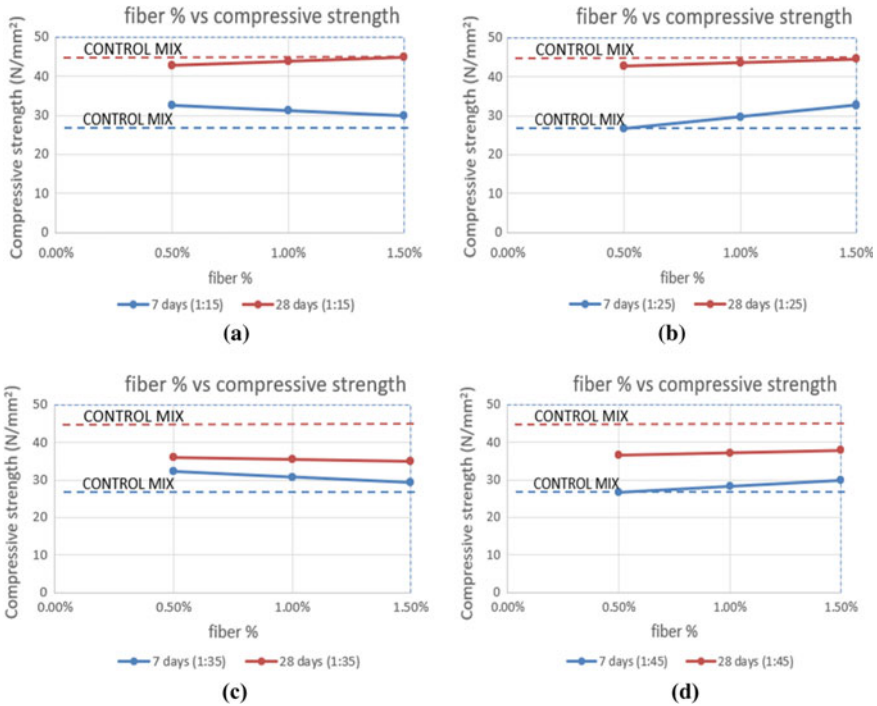 fiber % vs compressive strength
Compressive strength (N/mm²)
50
40
30
20
10
0
CONTROL MIX
CONTROL MIX
0.00% 0.50% 1.00% 1.50%
fiber %
7 days (1:15) 28 days (1:15)
(a)
fiber % vs compressive strength
Compressive strength (N/mm²)
50
40
30
20
10
0
CONTROL MIX
CONTROL MIX
0.00% 0.50% 1.00% 1.50%
fiber %
7 days (1:25) 28 days (1:25)
(b)
fiber % vs compressive strength
Compressive strength (N/mm²)
50
40
30
20
10
0
CONTROL MIX
CONTROL MIX
0.00% 0.50% 1.00% 1.50%
fiber %
7 days (1:35) 28 days (1:35)
(c)
fiber % vs compressive strength
Compressive strength (N/mm²)
50
40
30
20
10
0
CONTROL MIX
CONTROL MIX
0.00% 0.50% 1.00% 1.50%
fiber %
7 days (1:45) 28 days (1:45)
(d)